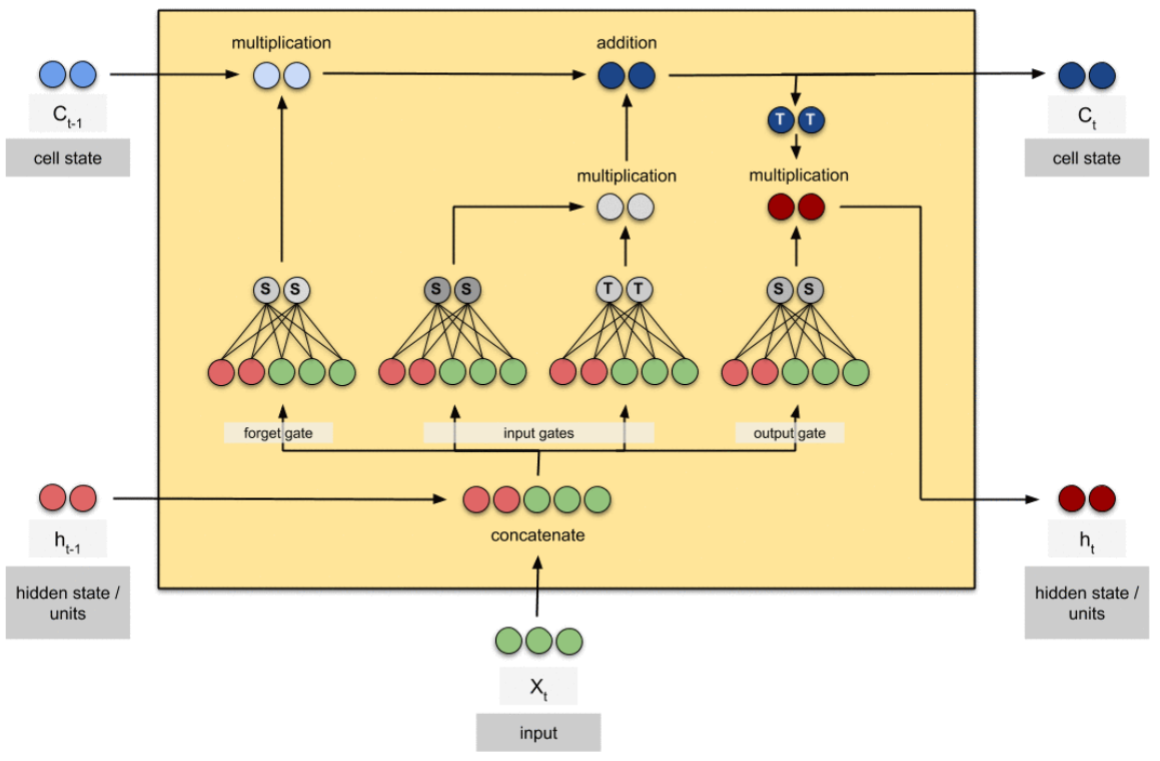 multiplication
addition
C t-1
cell state
T T
C t
cell state
multiplication
multiplication
S S
S S
T T
S S
forget gate
input gates
output gate
h t-1
hidden state /
units
concatenate
h t
hidden state /
units
X t
input